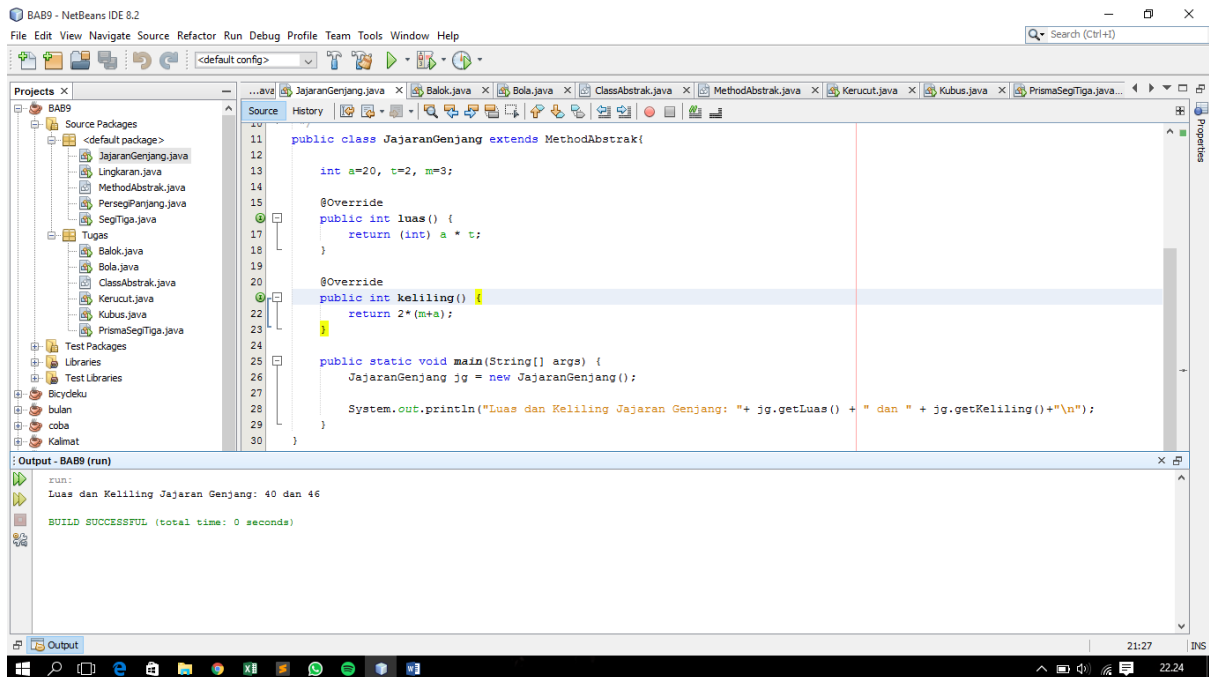 BAB9 - NetBeans IDE 8.2
File Edit View Navigate Source Refactor Run Debug Profile Team Tools Window Help
Search (Ctrl+I)
<default config>
Projects
...ava JajaranGenjang.java Balok.java Bola.java ClassAbstrak.java MethodAbstrak.java Kerucut.java Kubus.java PrismaSegiTiga.java...
Source History
BAB9
Source Packages
<default package>
JajaranGenjang.java
Lingkaran.java
MethodAbstrak.java
PersegiPanjang.java
SegiTiga.java
Tugas
Balok.java
Bola.java
ClassAbstrak.java
Kerucut.java
Kubus.java
PrismaSegiTiga.java
Test Packages
Libraries
Test Libraries
Bicydeku
bulan
coba
Kalimat
10 */
11 public class JajaranGenjang extends MethodAbstrak{
12
13 int a=20, t=2, m=3;
14
15 @Override
public int luas() {
17 return (int) a * t;
18 }
19
20 @Override
public int keliling() {
22 return 2*(m+a);
23 }
24
25 public static void main(String[] args) {
26 JajaranGenjang jg = new JajaranGenjang();
27
28 System.out.println("Luas dan Keliling Jajaran Genjang: "+ jg.getLuas() + " dan " + jg.getKeliling()+"\n");
29 }
30 }
Properties
Output - BAB9 (run)
run:
Luas dan Keliling Jajaran Genjang: 40 dan 46
BUILD SUCCESSFUL (total time: 0 seconds)
Output
21:27 INS
22.24